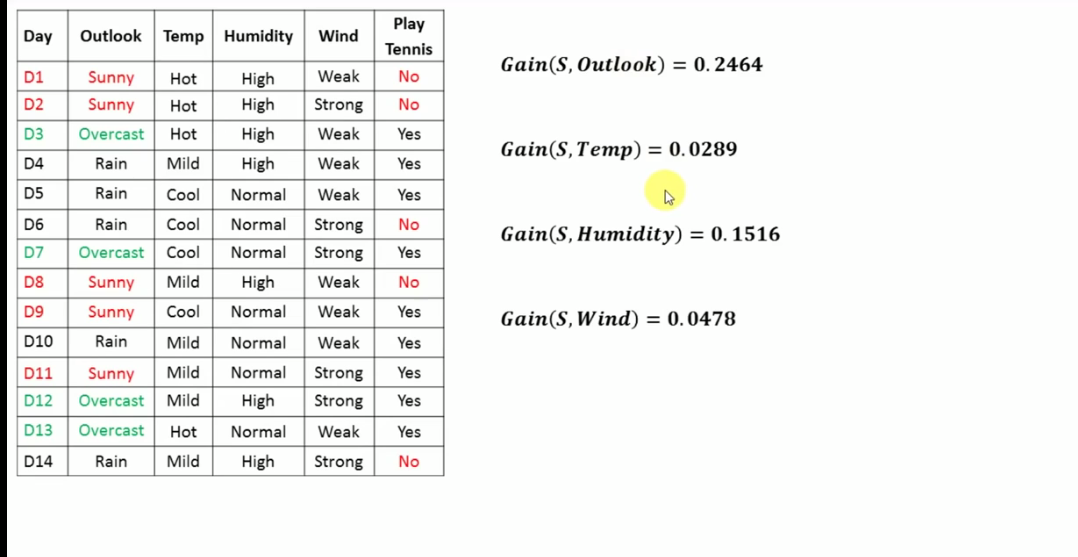 Day Outlook Temp Humidity Wind Play Tennis
D1 Sunny Hot High Weak No
D2 Sunny Hot High Strong No
D3 Overcast Hot High Weak Yes
D4 Rain Mild High Weak Yes
D5 Rain Cool Normal Weak Yes
D6 Rain Cool Normal Strong No
D7 Overcast Cool Normal Strong Yes
D8 Sunny Mild High Weak No
D9 Sunny Cool Normal Weak Yes
D10 Rain Mild Normal Weak Yes
D11 Sunny Mild Normal Strong Yes
D12 Overcast Mild High Strong Yes
D13 Overcast Hot Normal Weak Yes
D14 Rain Mild High Strong No
Gain(S, Outlook) = 0.2464
Gain(S, Temp) = 0.0289
Gain(S, Humidity) = 0.1516
Gain(S, Wind) = 0.0478